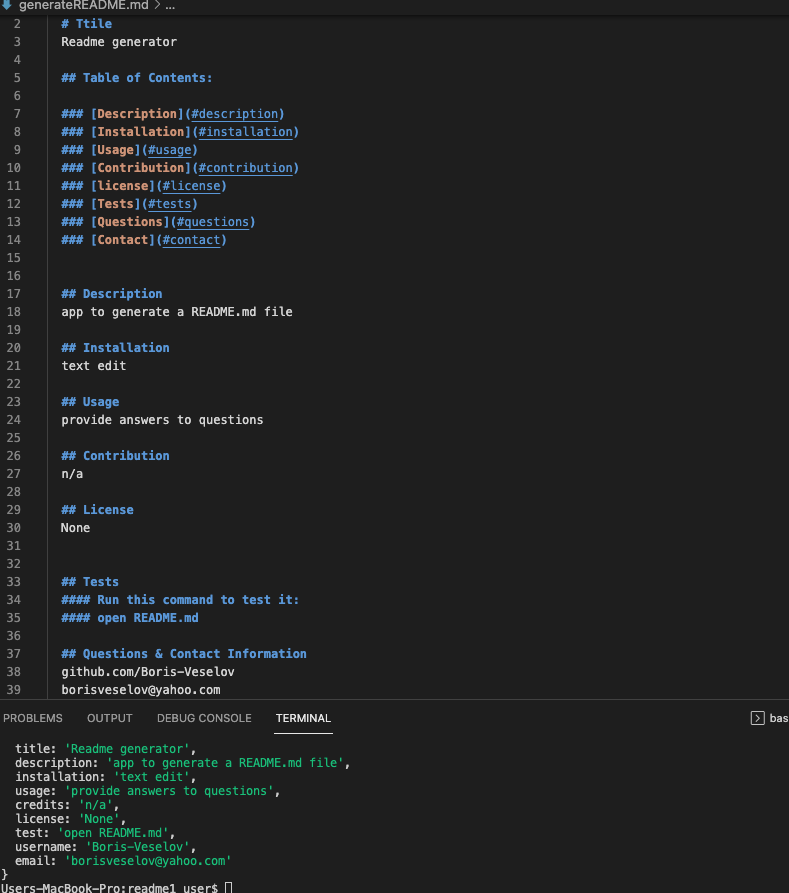 generateREADME.md > ...
2 # Ttile
3 Readme generator
4
5 ## Table of Contents:
6
7 ### [Description](#description)
8 ### [Installation](#installation)
9 ### [Usage](#usage)
10 ### [Contribution](#contribution)
11 ### [license](#license)
12 ### [Tests](#tests)
13 ### [Questions](#questions)
14 ### [Contact](#contact)
15
16
17 ## Description
18 app to generate a README.md file
19
20 ## Installation
21 text edit
22
23 ## Usage
24 provide answers to questions
25
26 ## Contribution
27 n/a
28
29 ## License
30 None
31
32
33 ## Tests
34 #### Run this command to test it:
35 #### open README.md
36
37 ## Questions & Contact Information
38 github.com/Boris-Veselov
39 borisveselov@yahoo.com
PROBLEMS OUTPUT DEBUG CONSOLE TERMINAL bas
title: 'Readme generator',
description: 'app to generate a README.md file',
installation: 'text edit',
usage: 'provide answers to questions',
credits: 'n/a',
license: 'None',
test: 'open README.md',
username: 'Boris-Veselov',
email: 'borisveselov@yahoo.com'
}
Users-MacBook-Pro:readme1 user$